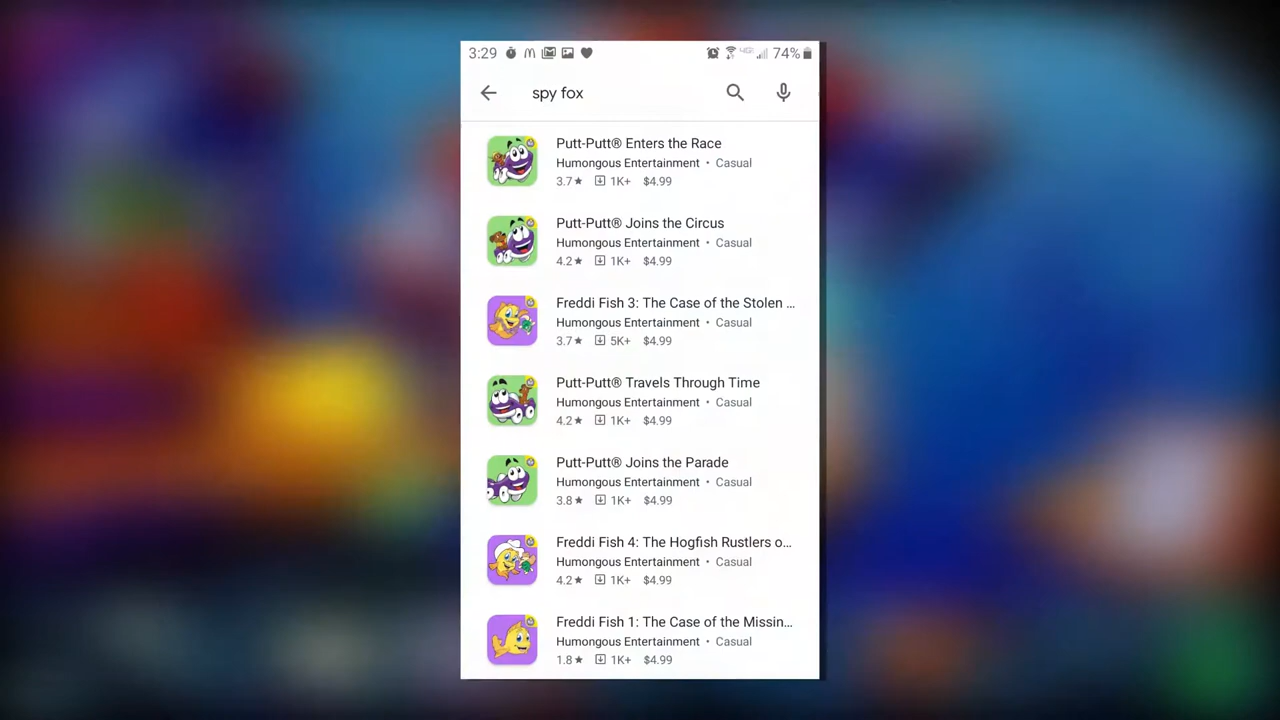 3:29 74%
spy fox
Putt-Putt® Enters the Race
Humongous Entertainment • Casual
3.7★ 1K+ $4.99
Putt-Putt® Joins the Circus
Humongous Entertainment • Casual
4.2★ 1K+ $4.99
Freddi Fish 3: The Case of the Stolen ...
Humongous Entertainment • Casual
3.7★ 5K+ $4.99
Putt-Putt® Travels Through Time
Humongous Entertainment • Casual
4.2★ 1K+ $4.99
Putt-Putt® Joins the Parade
Humongous Entertainment • Casual
3.8★ 1K+ $4.99
Freddi Fish 4: The Hogfish Rustlers o...
Humongous Entertainment • Casual
4.2★ 1K+ $4.99
Freddi Fish 1: The Case of the Missin...
Humongous Entertainment • Casual
1.8★ 1K+ $4.99